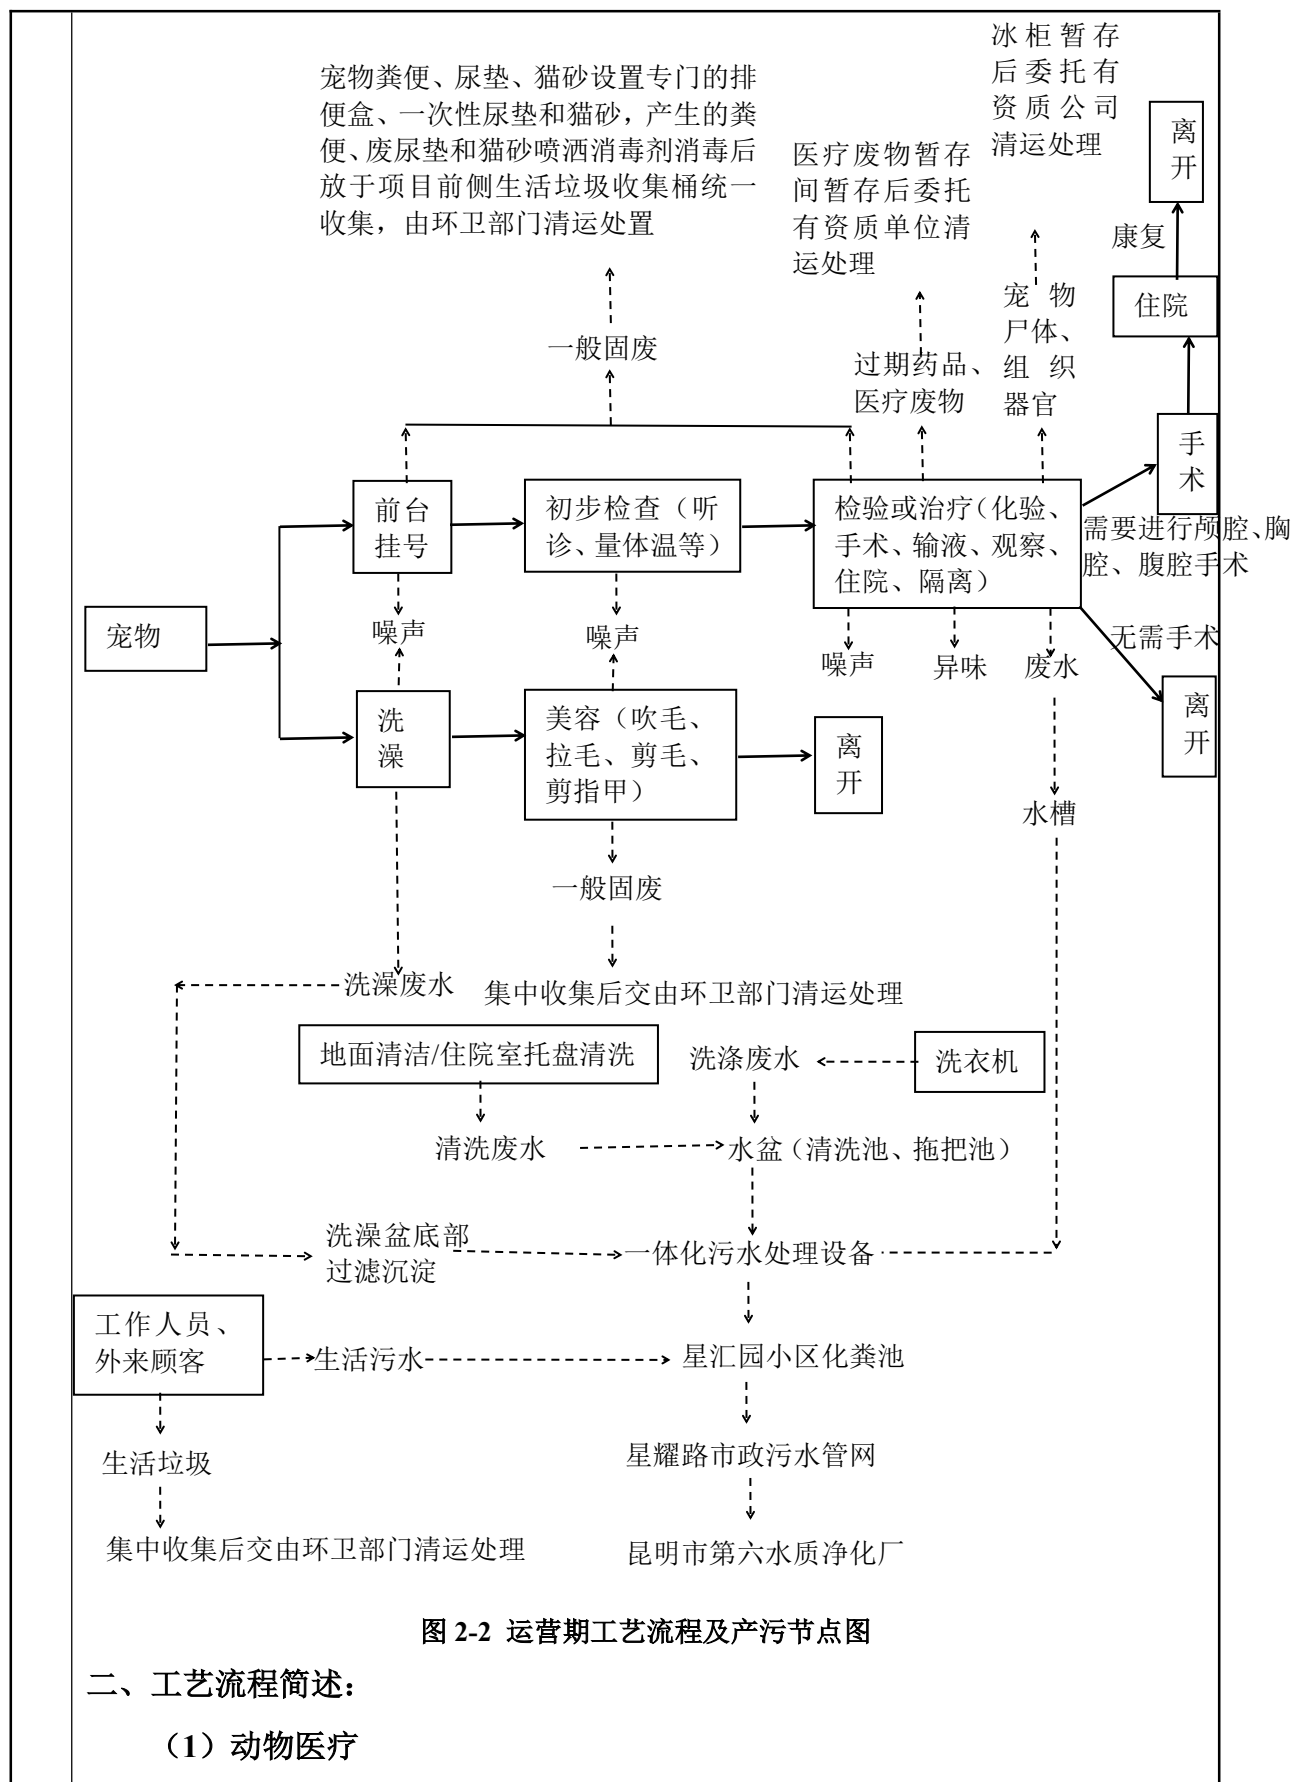 冰柜暂存
后委托有
资质公司
清运处理
宠物粪便、尿垫、猫砂设置专门的排
便盒、一次性尿垫和猫砂，产生的粪
便、废尿垫和猫砂喷洒消毒剂消毒后
放于项目前侧生活垃圾收集桶统一
收集，由环卫部门清运处置
医疗废物暂存
间暂存后委托
有资质单位清
运处理
离
开
康复
住院
宠物
尸体、
组织
器官
一般固废
过期药品、
医疗废物
手
术
前台
挂号
初步检查（听
诊、量体温等）
检验或治疗（化验、
手术、输液、观察、
住院、隔离）
需要进行颅腔、胸
腔、腹腔手术
宠物
噪声
噪声
噪声
异味
废水
无需手术
洗
澡
美容（吹毛、
拉毛、剪毛、
剪指甲）
离
开
离
开
水槽
一般固废
洗澡废水
集中收集后交由环卫部门清运处理
地面清洁/住院室托盘清洗
洗涤废水
洗衣机
清洗废水
水盆（清洗池、拖把池）
洗澡盆底部
过滤沉淀
一体化污水处理设备
工作人员、
外来顾客
生活污水
星汇园小区化粪池
生活垃圾
星耀路市政污水管网
集中收集后交由环卫部门清运处理
昆明市第六水质净化厂
图 2-2 运营期工艺流程及产污节点图
二、工艺流程简述：
（1）动物医疗